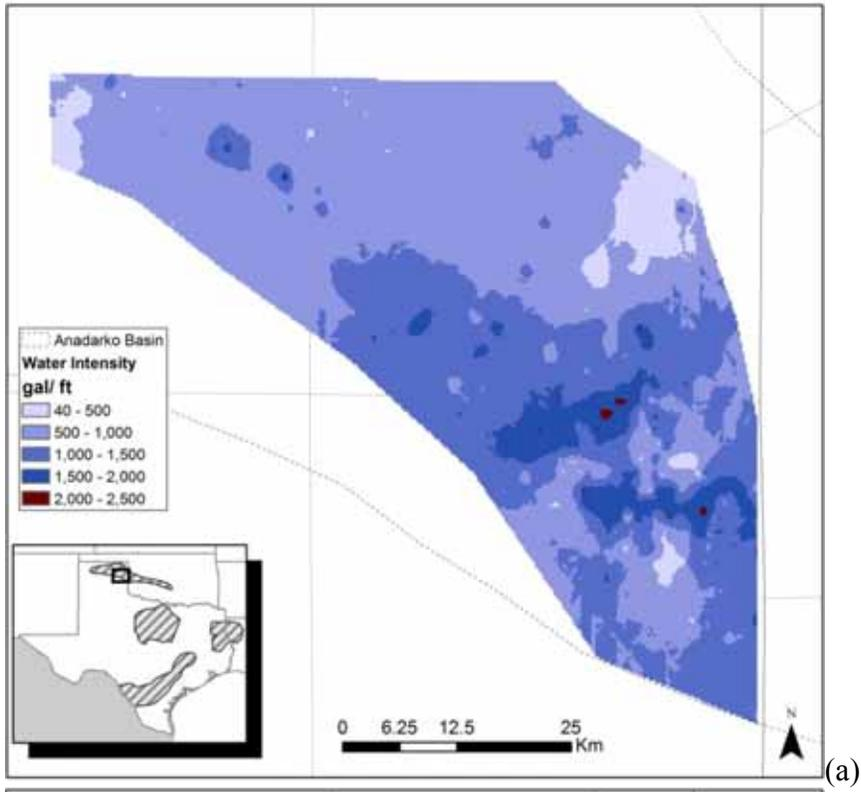 Anadarko Basin
Water Intensity
gal/ ft
40 - 500
500 - 1,000
1,000 - 1,500
1,500 - 2,000
2,000 - 2,500
N
0 6.25 12.5 25
Km
(a)